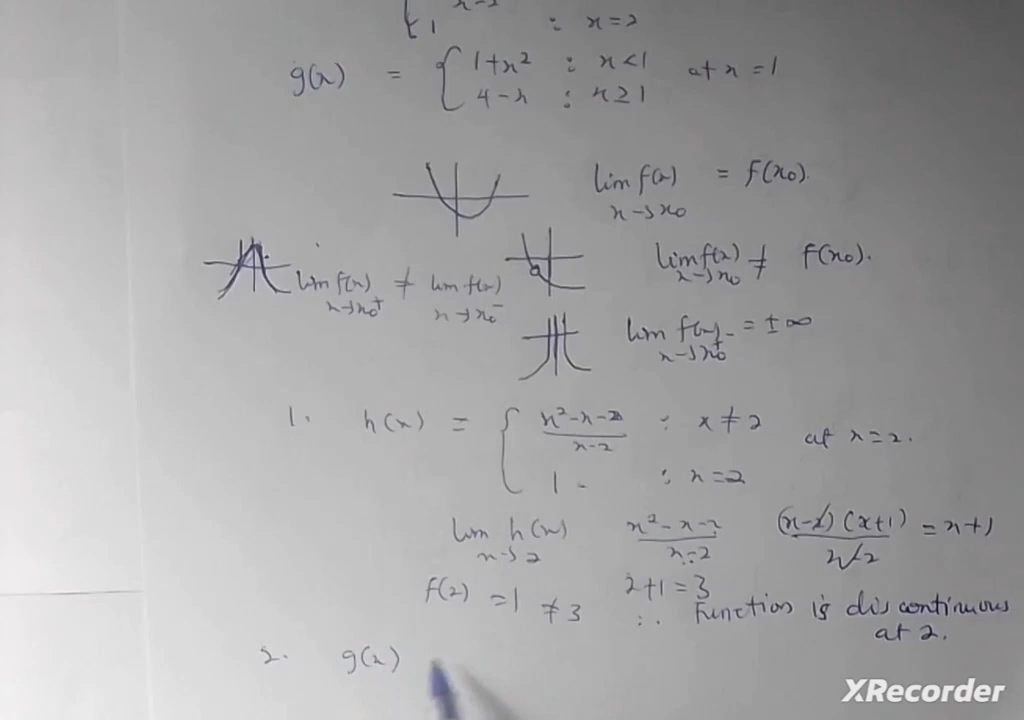 { 1 x-2 : x=2
g(x) = { 1+x² : x<1 at x=1
4-x : x≥1
lim f(x) = f(x₀).
x→x₀
lim f(x) ≠ lim f(x) lim f(x) ≠ f(x₀).
x→x₀⁺ x→x₀⁻ x→x₀
lim f(x) = ±∞
x→x₀⁺
1. h(x) = { x²-x-2 : x≠2 at x=2.
x-2
1 : x=2
lim h(x) x²-x-2 (x-2)(x+1) = x+1
x→2 x-2 x-2
f(2) = 1 ≠3 2+1=3
∴ Function is discontinuous
at 2.
2. g(x)
XRecorder